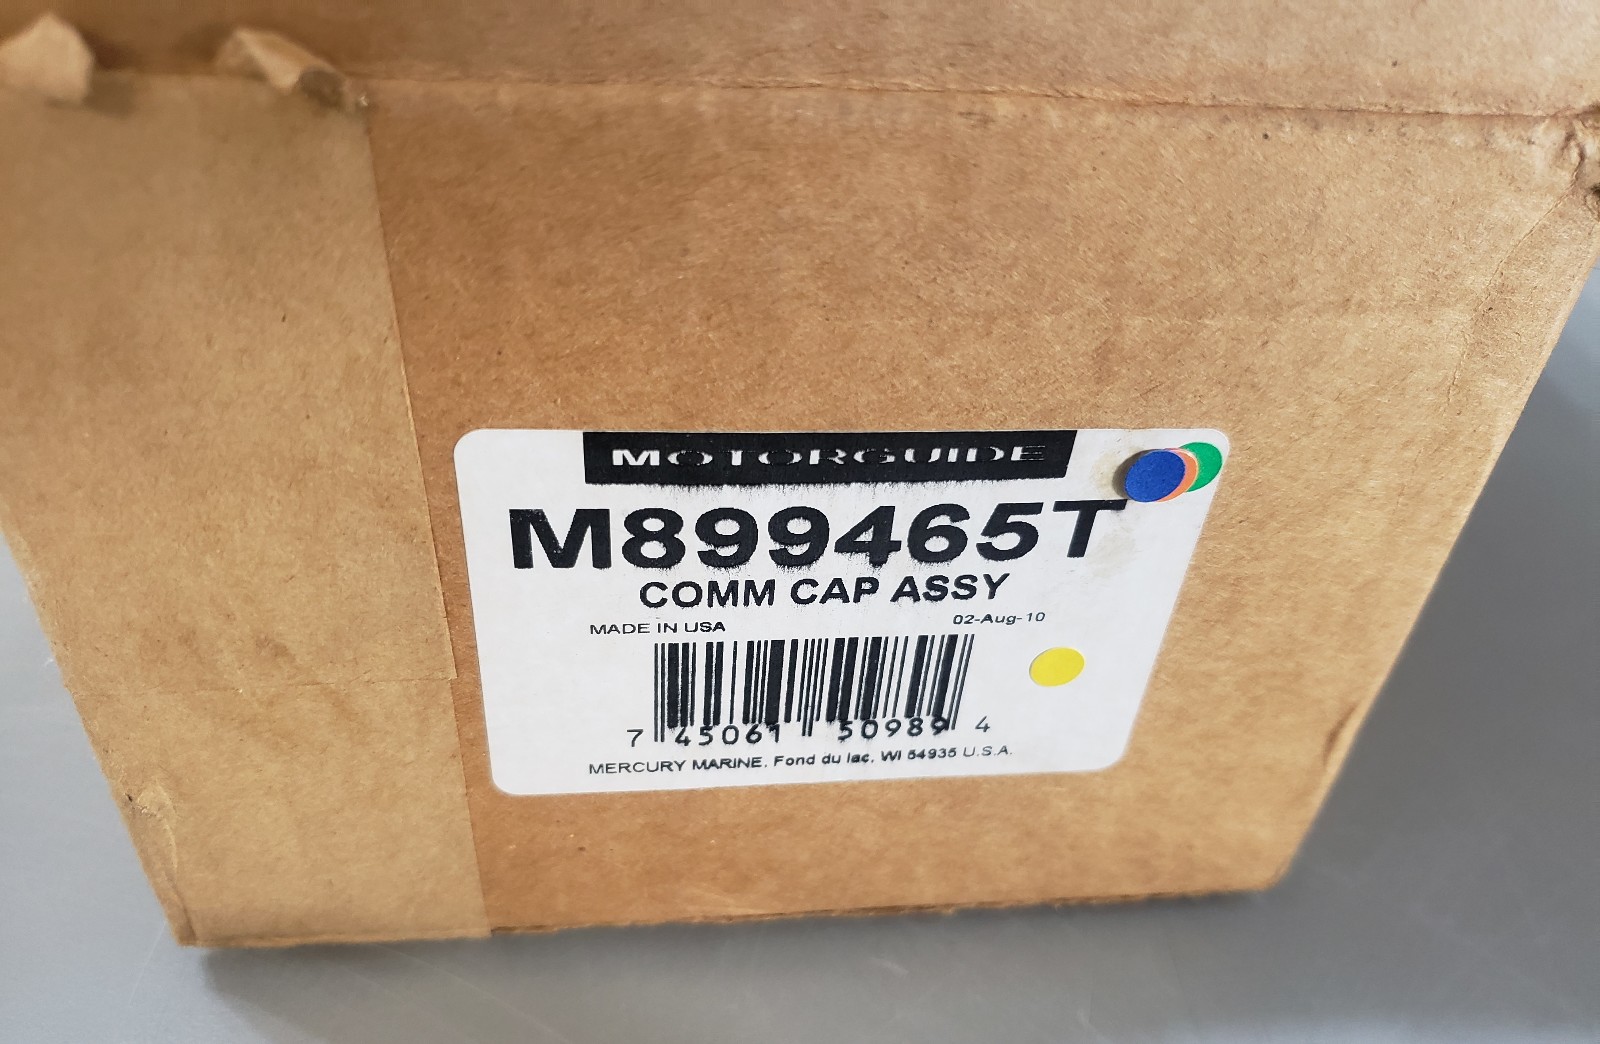 MOTORGUIDE
M899465T
COMM CAP ASSY
MADE IN USA 02-Aug-10
7 45061 50989 4
MERCURY MARINE, Fond du lac, WI 54935 U.S.A.